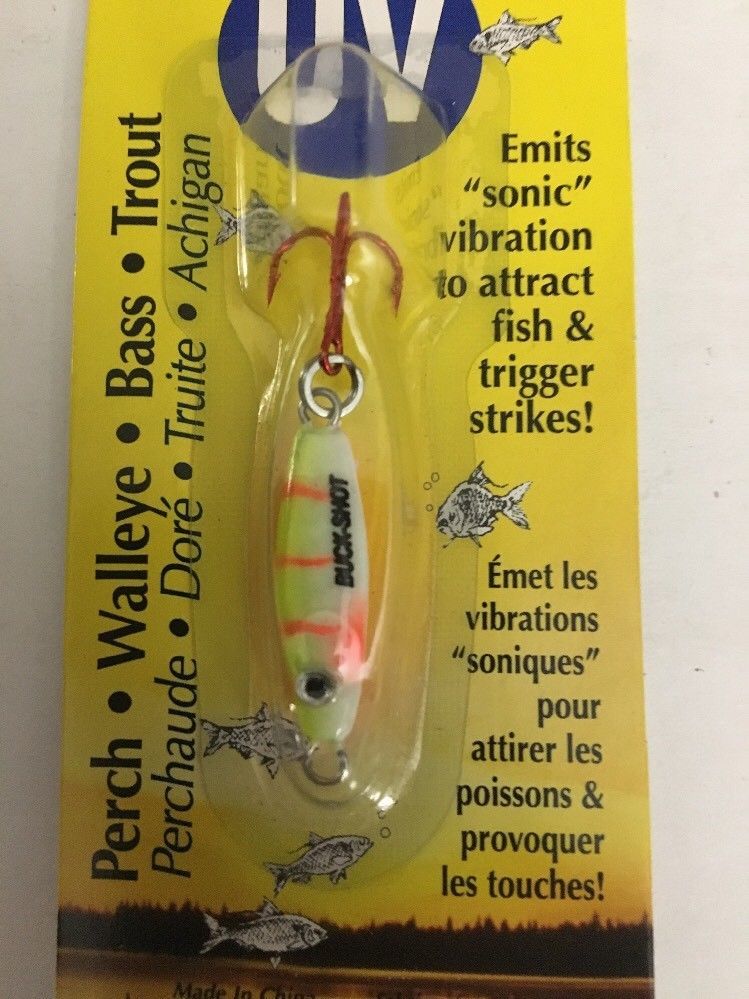 UV
Perch • Walleye • Bass • Trout
Perchaude • Doré • Truite • Achigan
Emits
“sonic”
vibration
to attract
fish &
trigger
strikes!
BUCK-SHOT
Émet les
vibrations
“soniques”
pour
attirer les
poissons &
provoquer
les touches!
Made In China